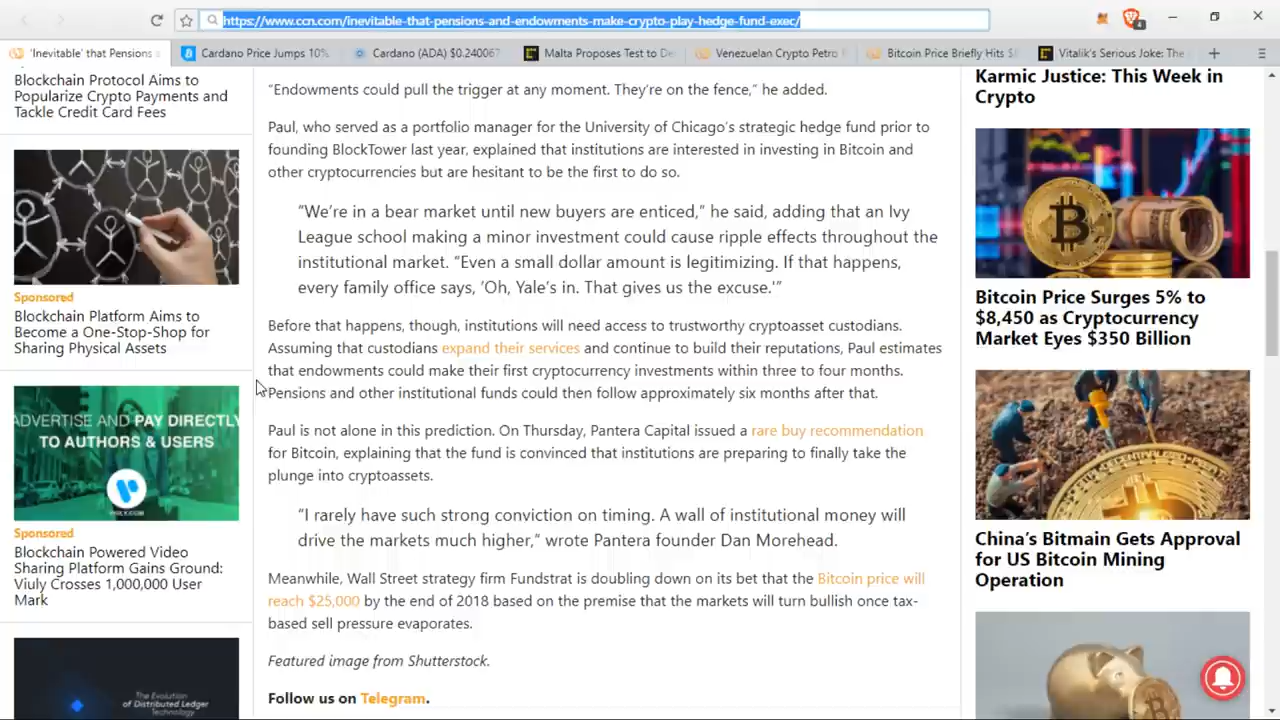 https://www.ccn.com/inevitable-that-pensions-and-endowments-make-crypto-play-hedge-fund-exec/
4
'Inevitable' that Pensions
Cardano Price Jumps 10%
Cardano (ADA) $0.24006
Malta Proposes Test to De
Venezuelan Crypto Petro
Bitcoin Price Briefly Hits $
Vitalik's Serious Joke: The
Blockchain Protocol Aims to
Popularize Crypto Payments and
Tackle Credit Card Fees
Sponsored
Blockchain Platform Aims to
Become a One-Stop-Shop for
Sharing Physical Assets
ADVERTISE AND PAY DIRECTLY
TO AUTHORS & USERS
Sponsored
Blockchain Powered Video
Sharing Platform Gains Ground:
Viuly Crosses 1,000,000 User
Mark
The Evolution
of Distributed Ledger
Technology
“Endowments could pull the trigger at any moment. They’re on the fence,” he added.
Paul, who served as a portfolio manager for the University of Chicago’s strategic hedge fund prior to
founding BlockTower last year, explained that institutions are interested in investing in Bitcoin and
other cryptocurrencies but are hesitant to be the first to do so.
“We’re in a bear market until new buyers are enticed,” he said, adding that an Ivy
League school making a minor investment could cause ripple effects throughout the
institutional market. “Even a small dollar amount is legitimizing. If that happens,
every family office says, ‘Oh, Yale’s in. That gives us the excuse.’”
Before that happens, though, institutions will need access to trustworthy cryptoasset custodians.
Assuming that custodians expand their services and continue to build their reputations, Paul estimates
that endowments could make their first cryptocurrency investments within three to four months.
Pensions and other institutional funds could then follow approximately six months after that.
Paul is not alone in this prediction. On Thursday, Pantera Capital issued a rare buy recommendation
for Bitcoin, explaining that the fund is convinced that institutions are preparing to finally take the
plunge into cryptoassets.
“I rarely have such strong conviction on timing. A wall of institutional money will
drive the markets much higher,” wrote Pantera founder Dan Morehead.
Meanwhile, Wall Street strategy firm Fundstrat is doubling down on its bet that the Bitcoin price will
reach $25,000 by the end of 2018 based on the premise that the markets will turn bullish once tax-
based sell pressure evaporates.
Featured image from Shutterstock.
Follow us on Telegram.
Karmic Justice: This Week in
Crypto
Bitcoin Price Surges 5% to
$8,450 as Cryptocurrency
Market Eyes $350 Billion
China’s Bitmain Gets Approval
for US Bitcoin Mining
Operation